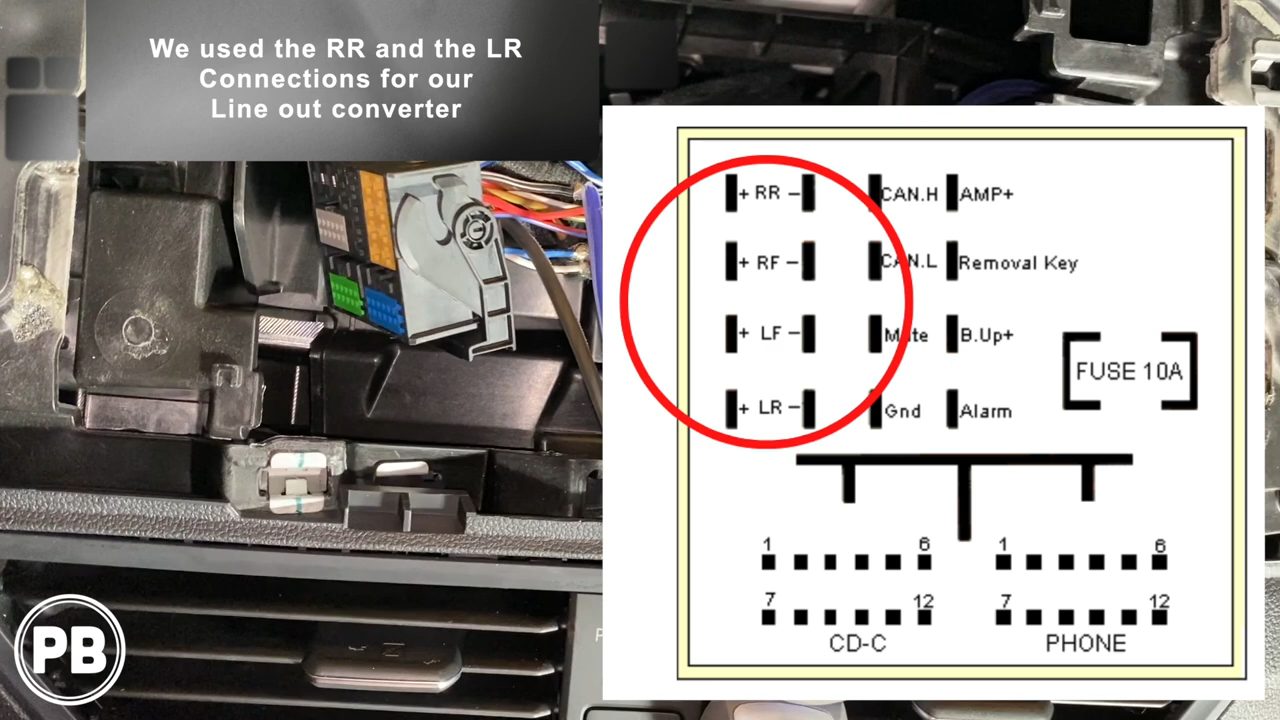 We used the RR and the LR
Connections for our
Line out converter
+ RR – CAN.H AMP+
+ RF – CAN.L Removal Key
+ LF – Mute B.Up+
FUSE 10A
+ LR – Gnd Alarm
1 6 1 6
7 12 7 12
CD-C PHONE
PB
P